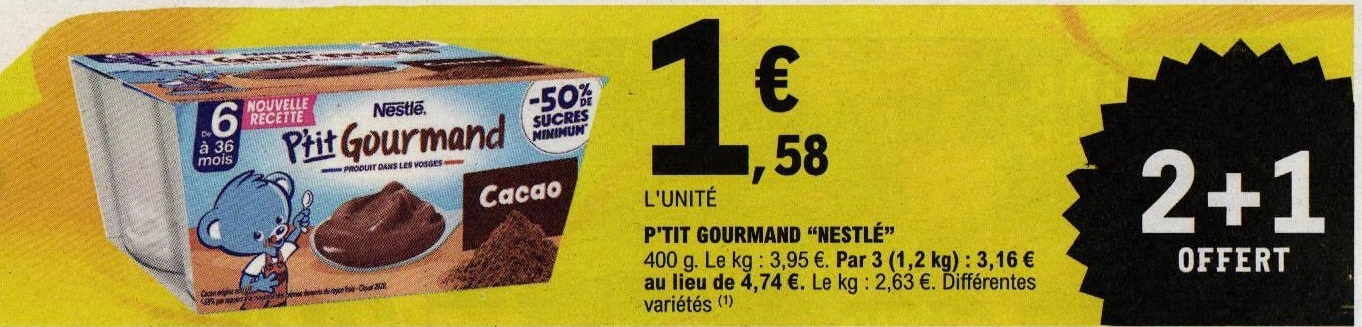 De 6 à 36 mois
NOUVELLE
RECETTE
Nestlé.
P'tit Gourmand
PRODUIT DANS LES VOSGES
-50% DE
SUCRES
MINIMUM*
Cacao
1€,58
L'UNITÉ
P'TIT GOURMAND “NESTLÉ”
400 g. Le kg : 3,95 €. Par 3 (1,2 kg) : 3,16 €
au lieu de 4,74 €. Le kg : 2,63 €. Différentes
variétés (1)
2+1
OFFERT